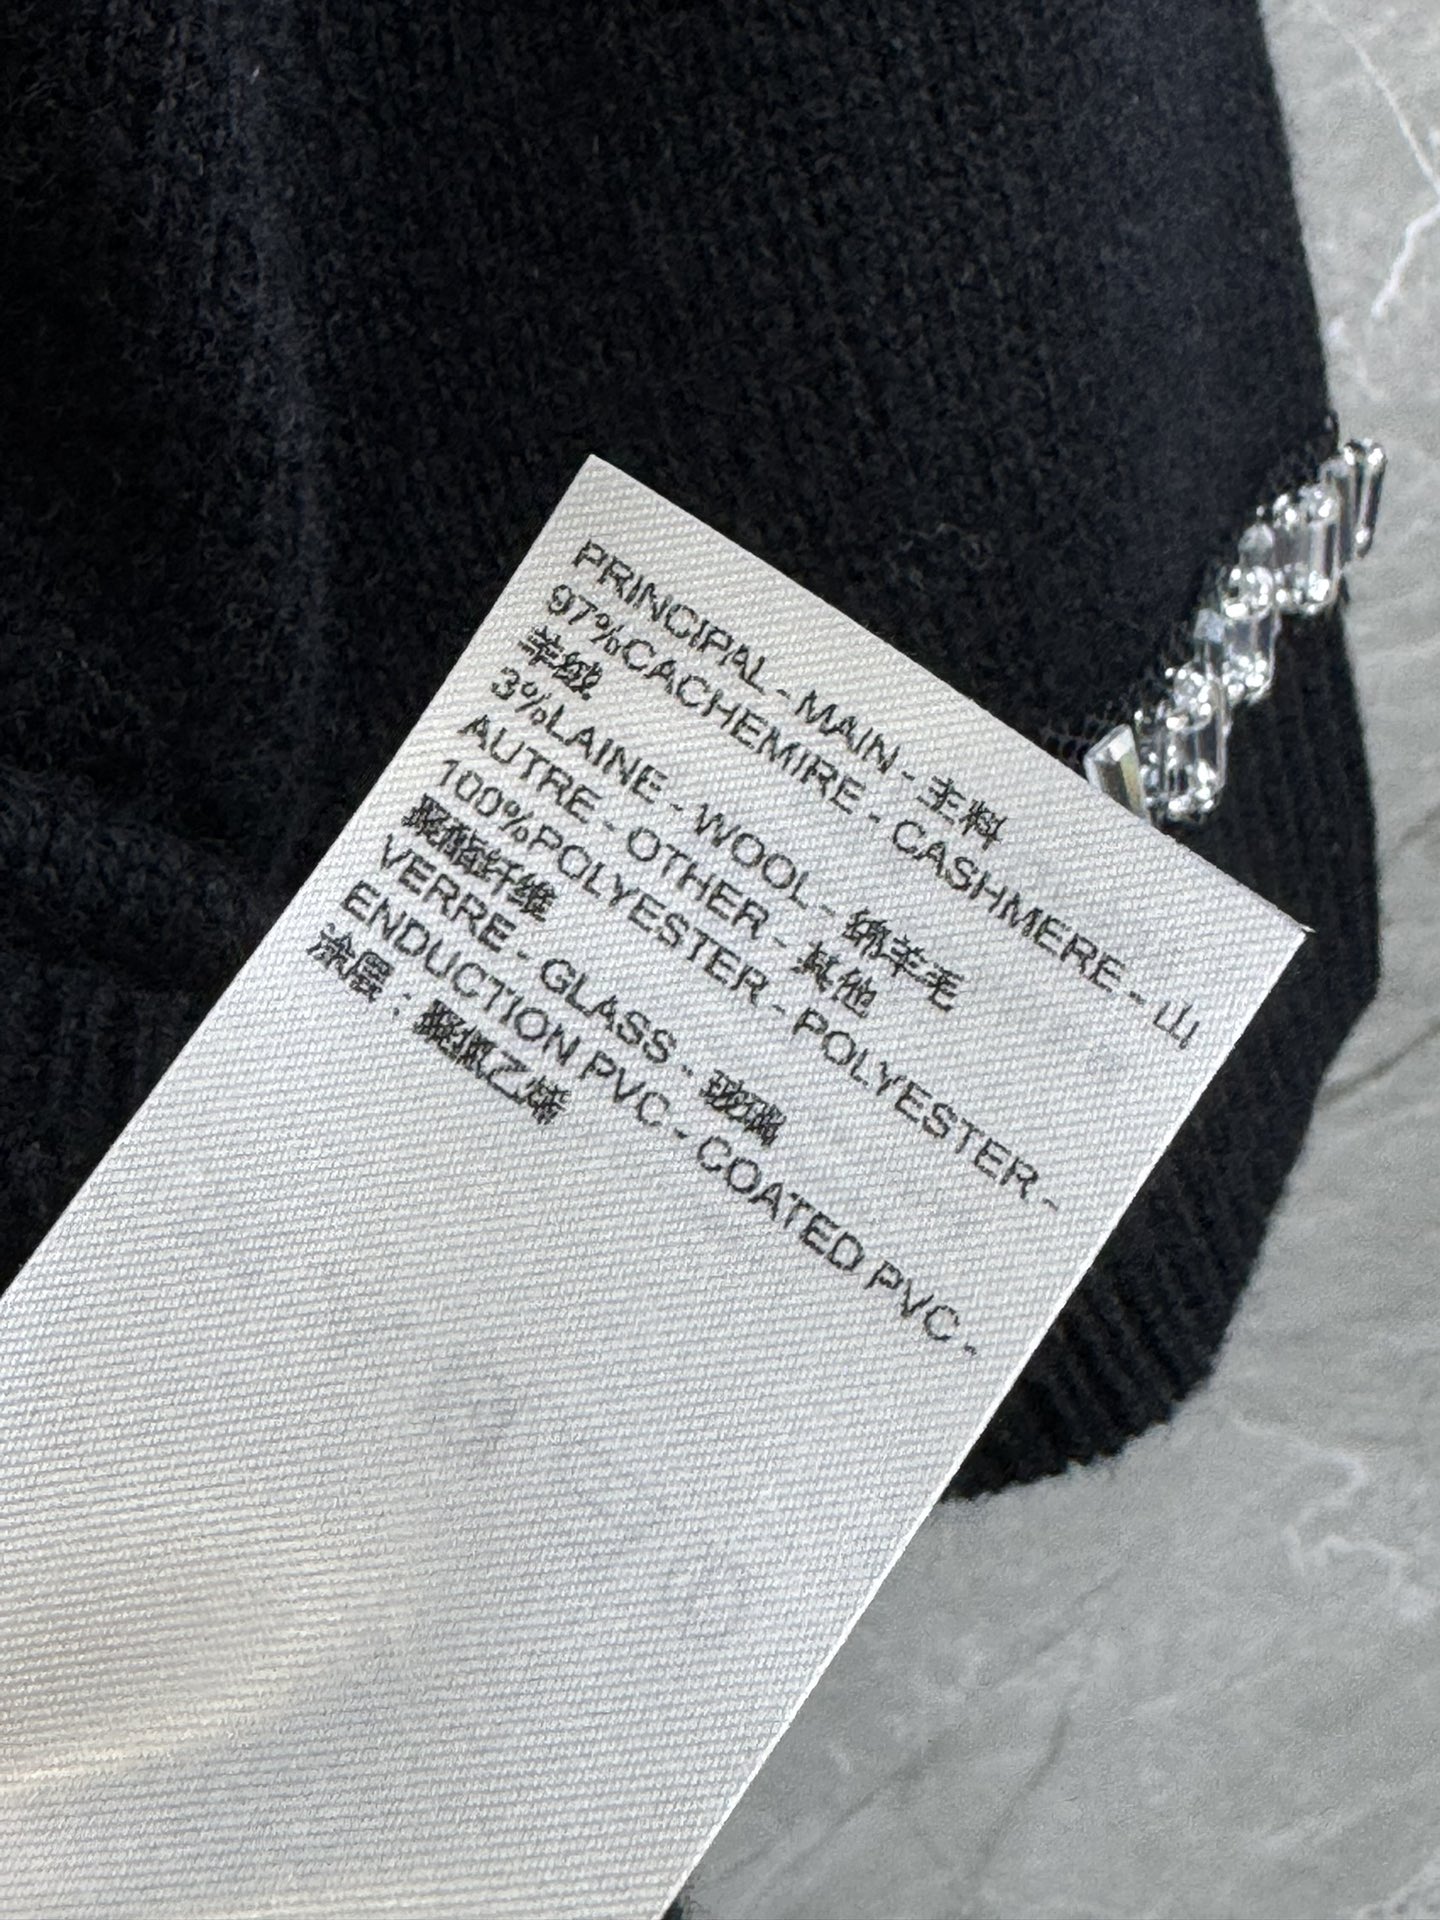 PRINCIPAL - MAIN - 主料
97%CACHEMIRE - CASHMERE - 山
羊绒
3%LAINE - WOOL - 绵羊毛
AUTRE - OTHER - 其他
100%POLYESTER - POLYESTER -
聚酯纤维
VERRE - GLASS - 玻璃
ENDUCTION PVC - COATED PVC -
涂层：聚氯乙烯